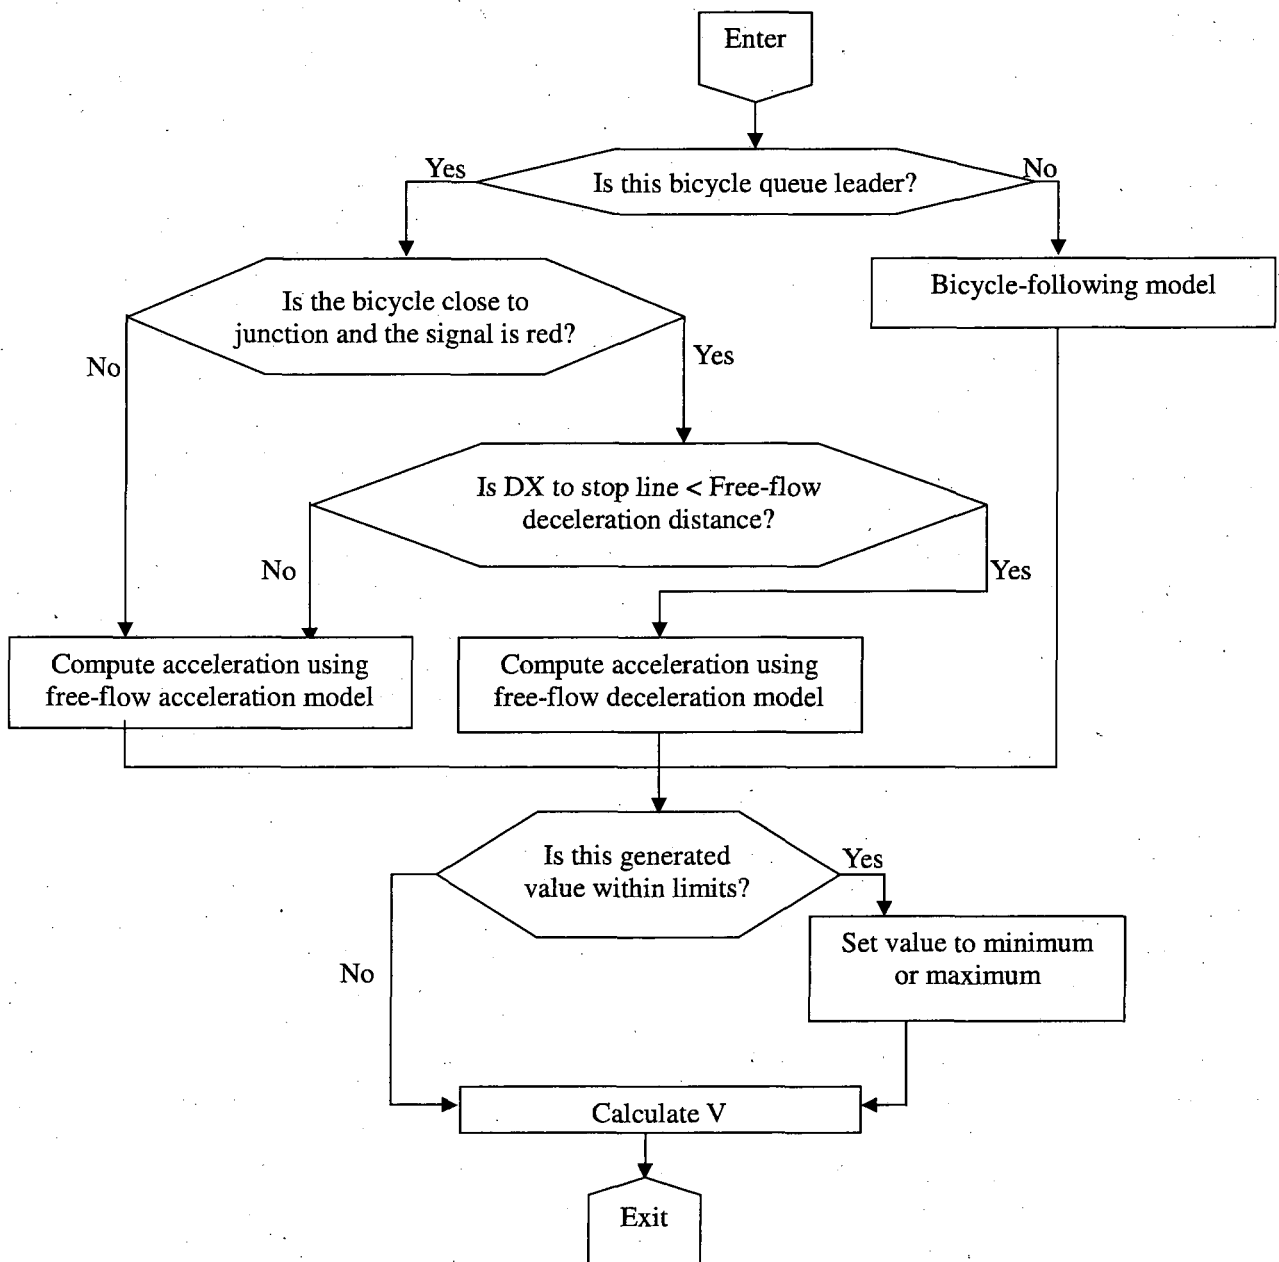 Enter
Yes
No
Is this bicycle queue leader?
Is the bicycle close to
junction and the signal is red?
Bicycle-following model
No
Yes
Is DX to stop line < Free-flow
deceleration distance?
No
Yes
Compute acceleration using
free-flow acceleration model
Compute acceleration using
free-flow deceleration model
Is this generated
value within limits?
Yes
No
Set value to minimum
or maximum
Calculate V
Exit